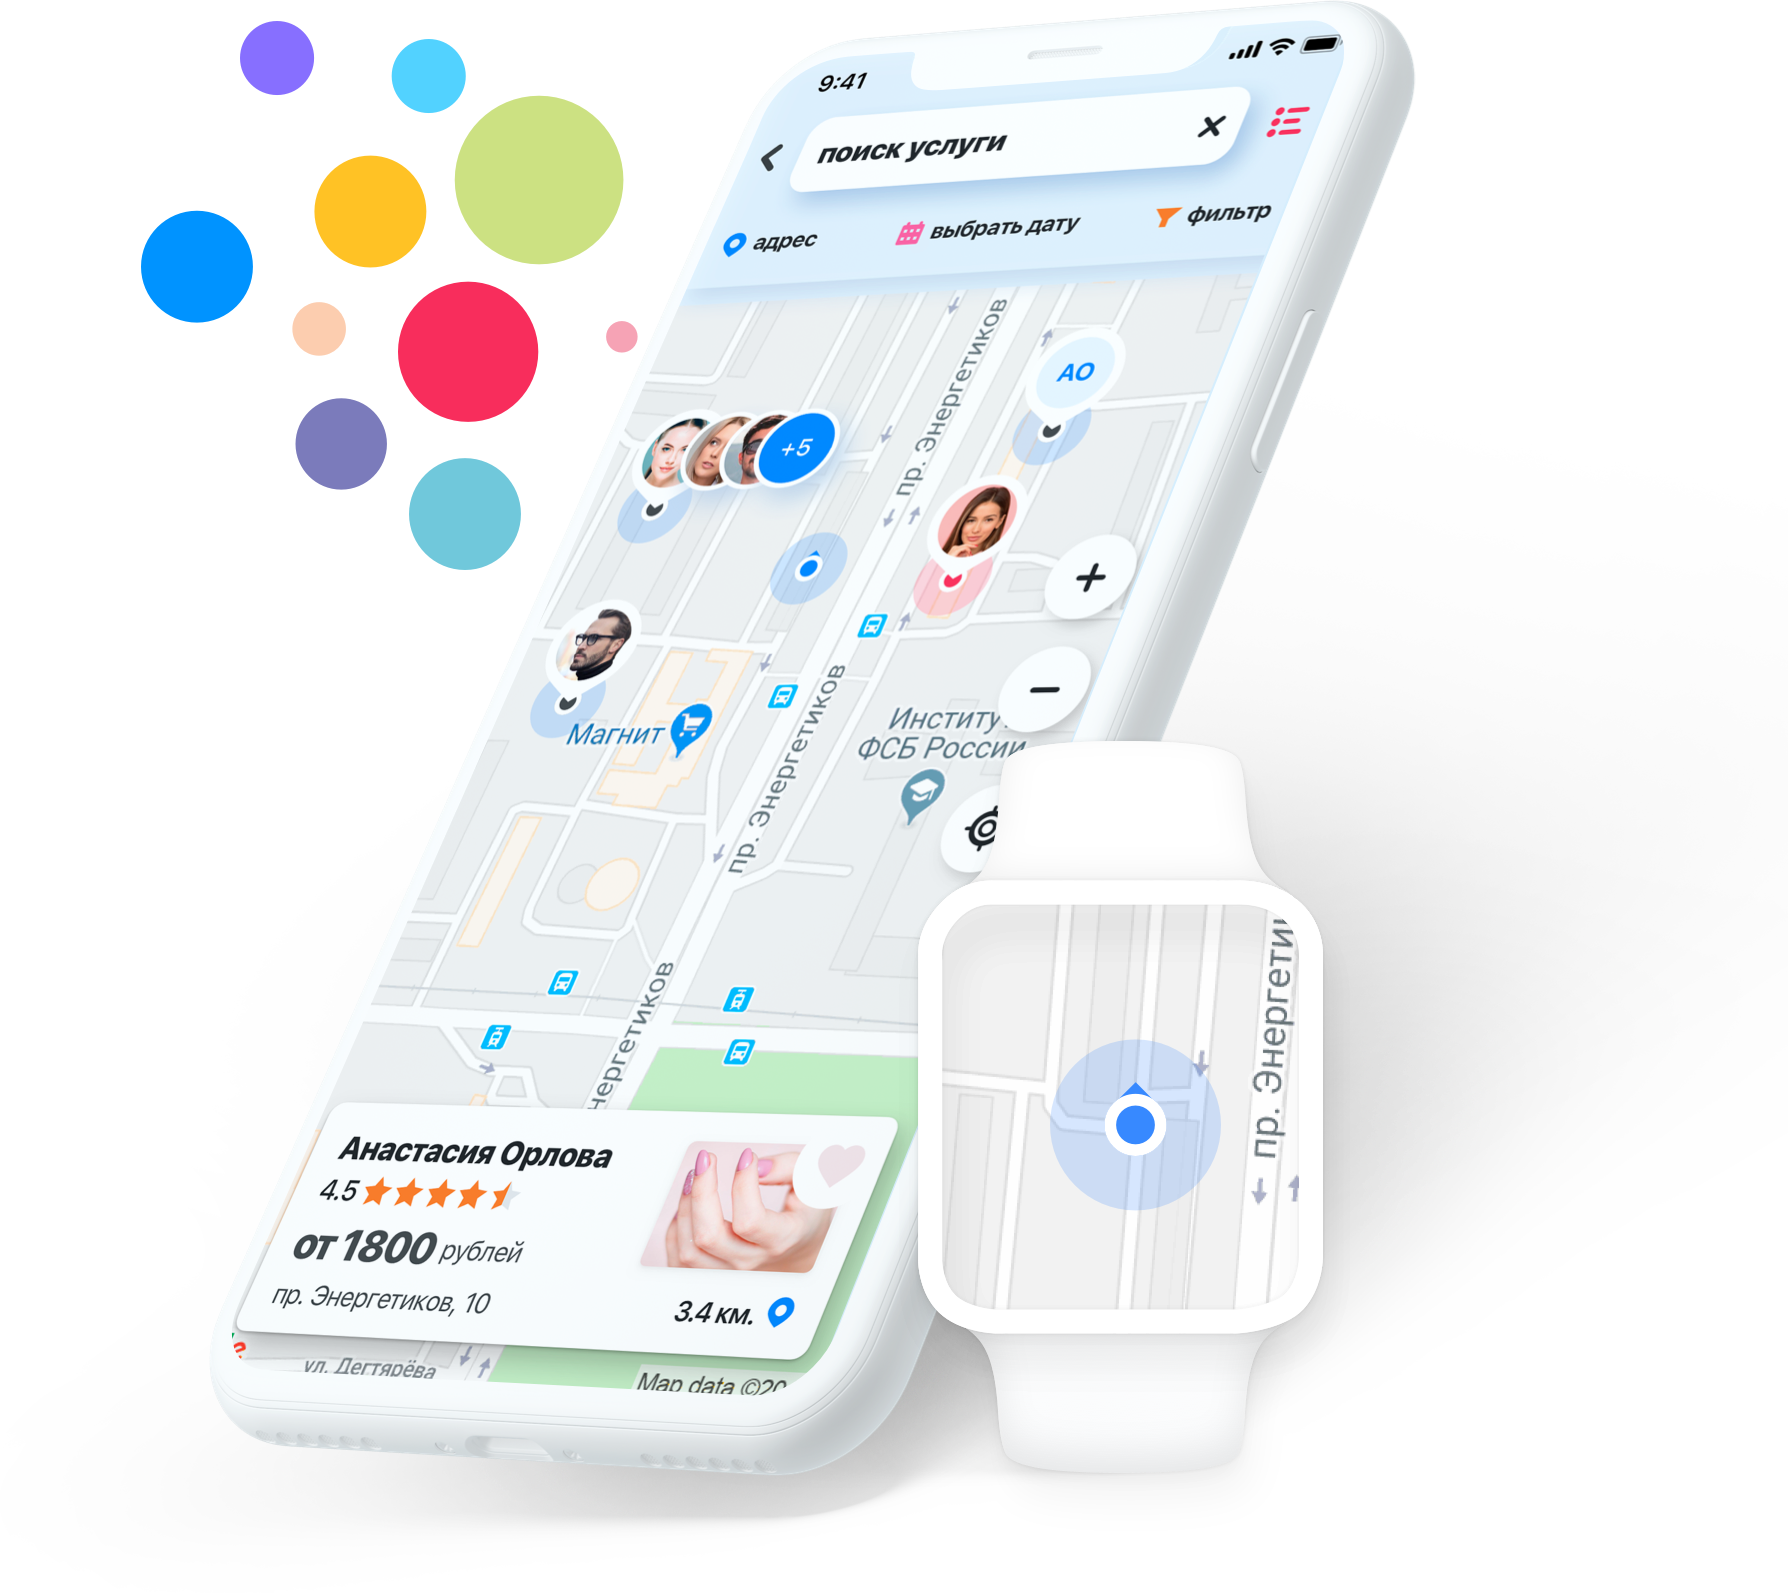 9:41
поиск услуги
адрес
выбрать дату
фильтр
пр. Энергетиков
АО
+5
Магнит
пр. Энергетиков
Институ
ФСБ России
нергетиков
Анастасия Орлова
4.5
от 1800 рублей
пр. Энергетиков, 10
3.4 км.
ул. Дегтярёва
Map data ©20
пр. Энергети